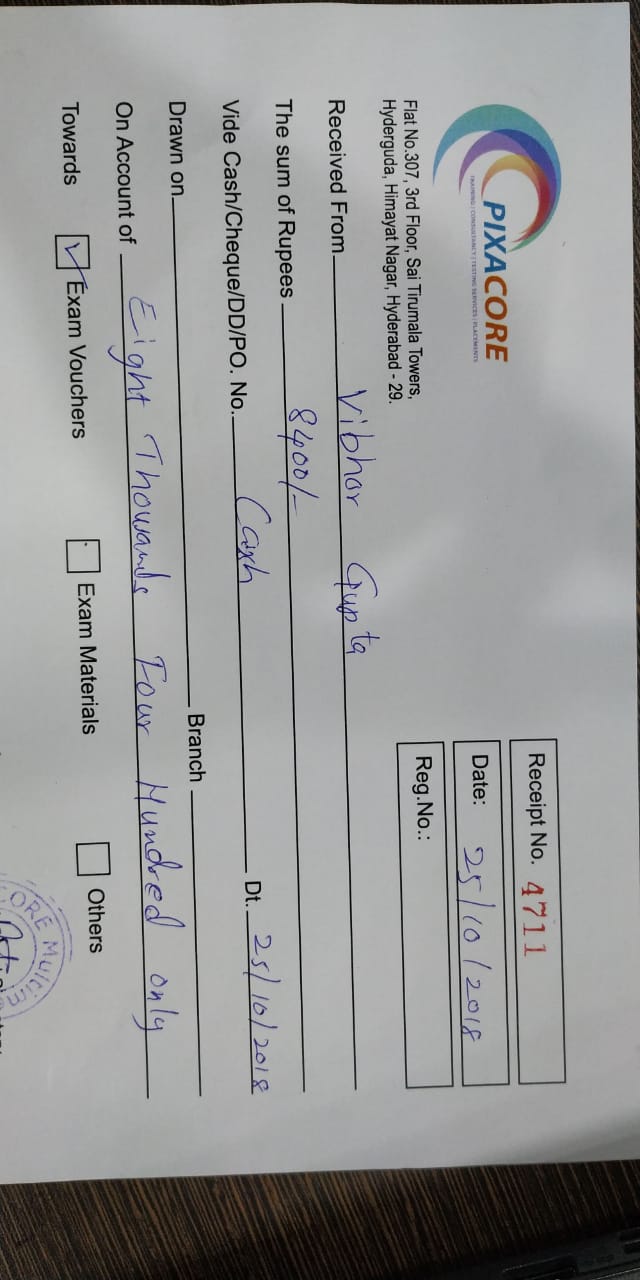 PIXACORE
TRAINING | CONSULTANCY | TESTING SERVICES | PLACEMENTS
Flat No.307, 3rd Floor, Sai Tirumala Towers,
Hyderguda, Himayat Nagar, Hyderabad - 29.
Receipt No. 4711
Date: 25/10/2018
Reg.No.:
Received From Vibhor Gupta
The sum of Rupees 8400/-
Vide Cash/Cheque/DD/PO. No. Cash Dt. 25/10/2018
Drawn on Branch
On Account of Eight Thousands Four Hundred only
Towards Exam Vouchers Exam Materials Others
ORE MULTI